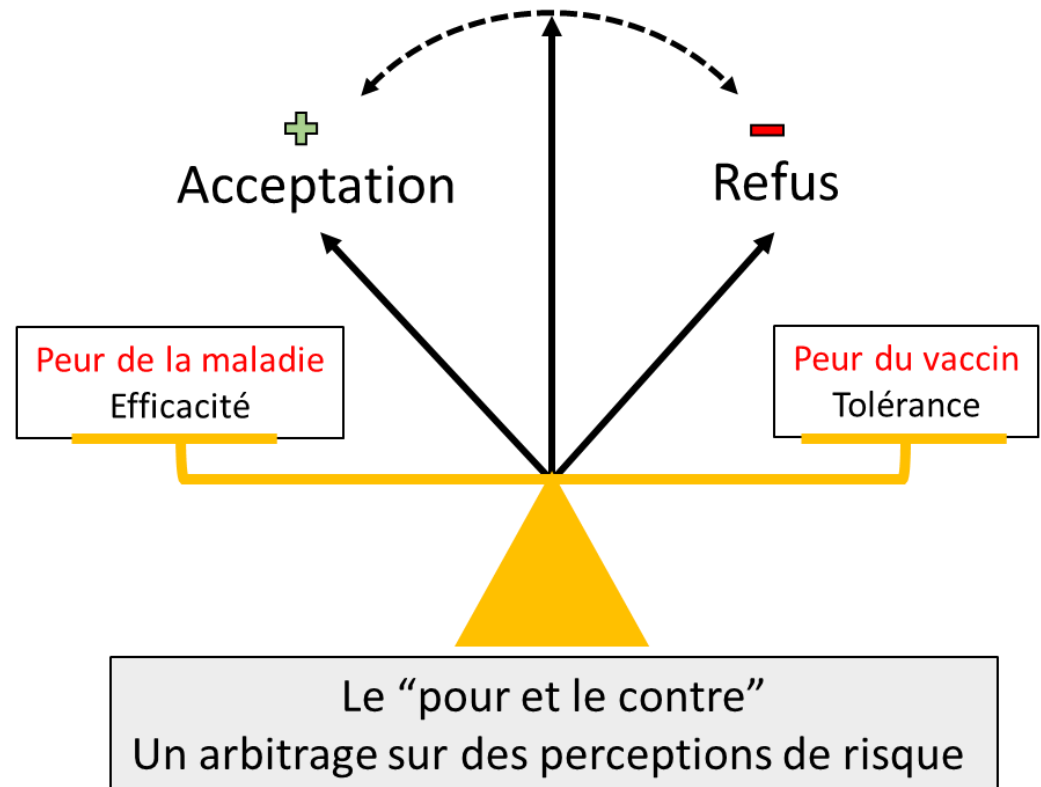 Acceptation
Refus
Peur de la maladie
Efficacité
Peur du vaccin
Tolérance
Le “pour et le contre”
Un arbitrage sur des perceptions de risque